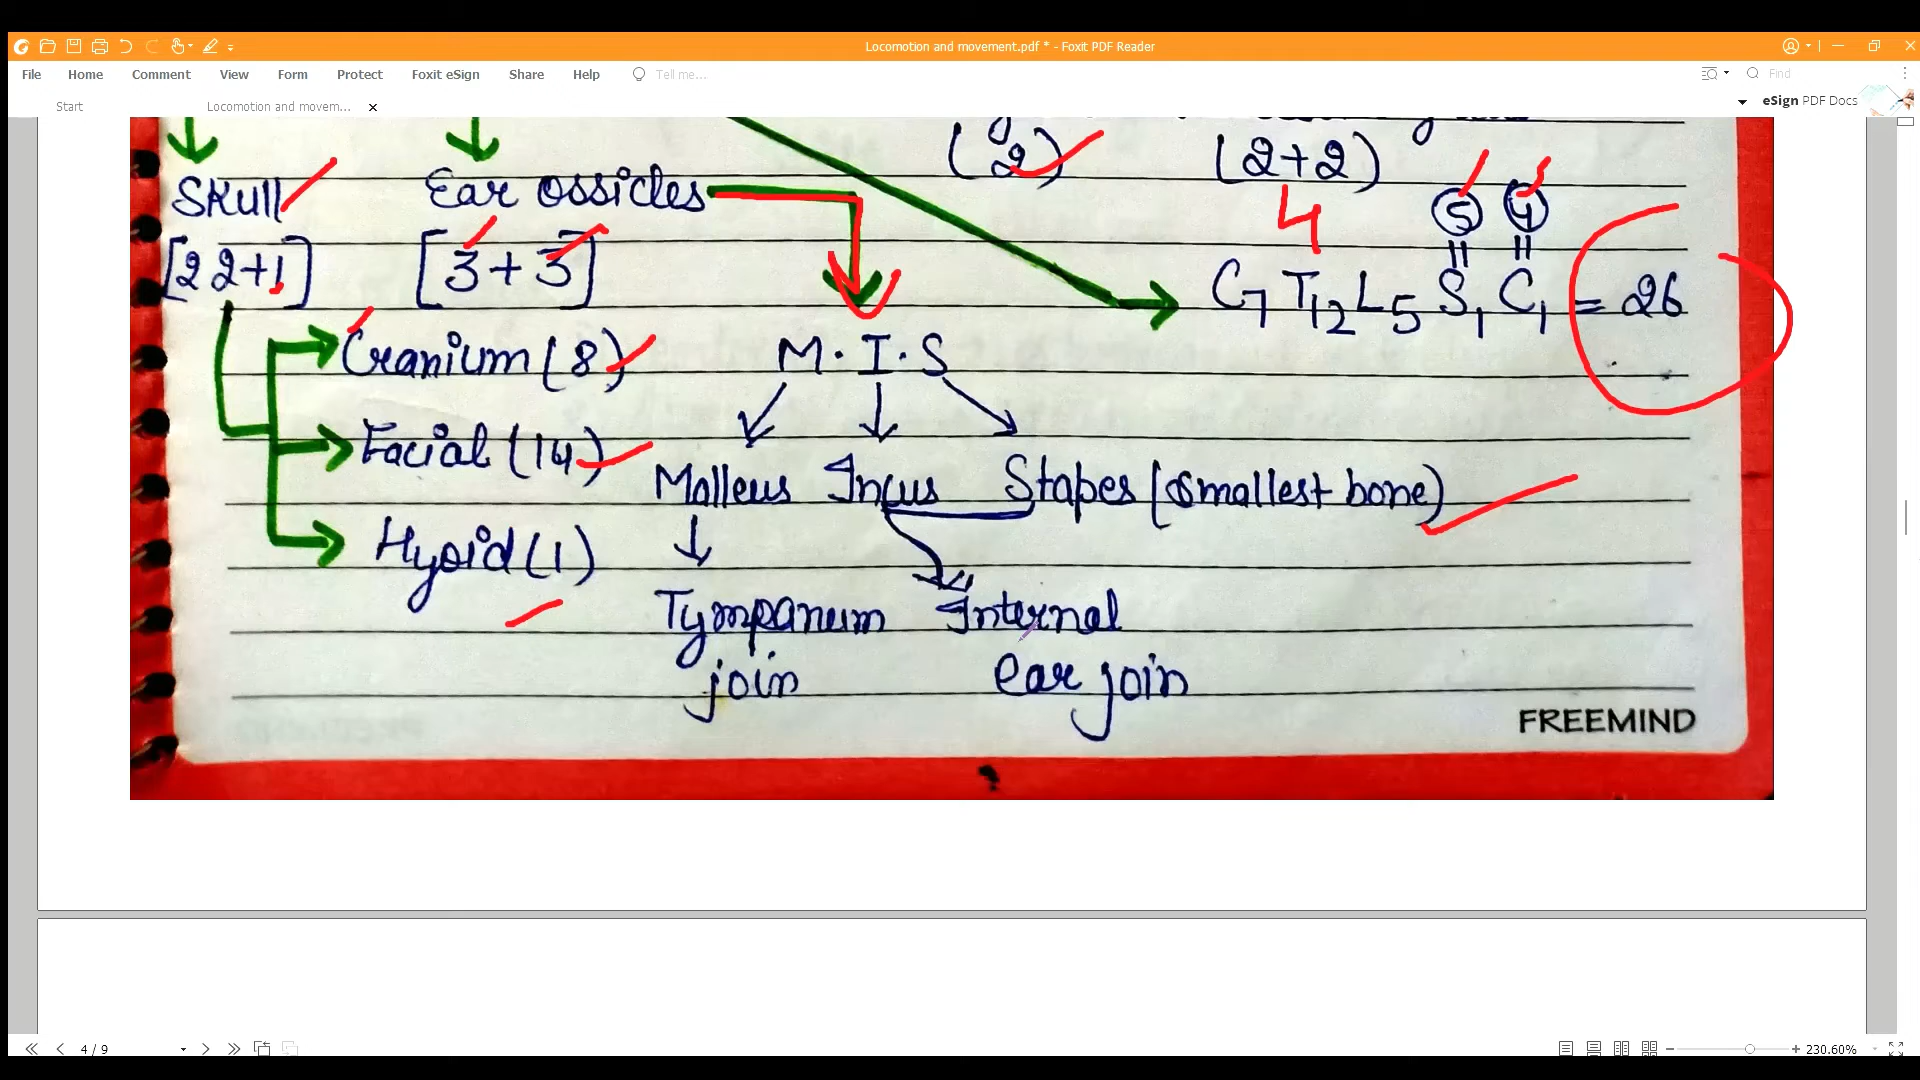 Locomotion and movement.pdf * - Foxit PDF Reader
File Home Comment View Form Protect Foxit eSign Share Help Tell me... Find
Start Locomotion and movem... eSign PDF Docs
(2) (2+2)
Skull Ear ossicles 4 5 4
[22+1] [3+3] C7 T12 L5 S1 C1 = 26
Cranium (8) M.I.S
Facial (14) Malleus Incus Stapes (smallest bone)
Hyoid (1) Tympanum Internal
join ear join
FREEMIND
4 / 9 230.60%